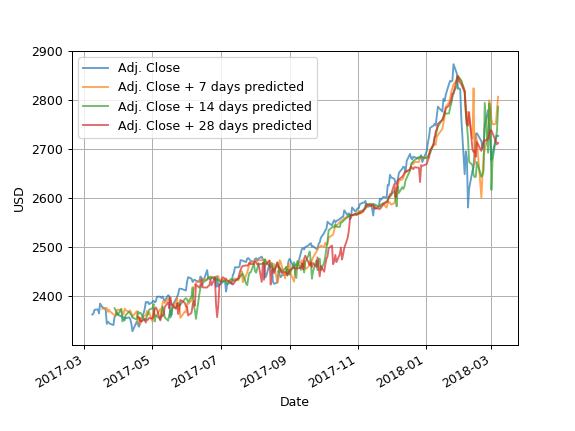 2900
2800
2700
2600
2500
2400
USD
Adj. Close
Adj. Close + 7 days predicted
Adj. Close + 14 days predicted
Adj. Close + 28 days predicted
2017-03
2017-05
2017-07
2017-09
2017-11
2018-01
2018-03
Date